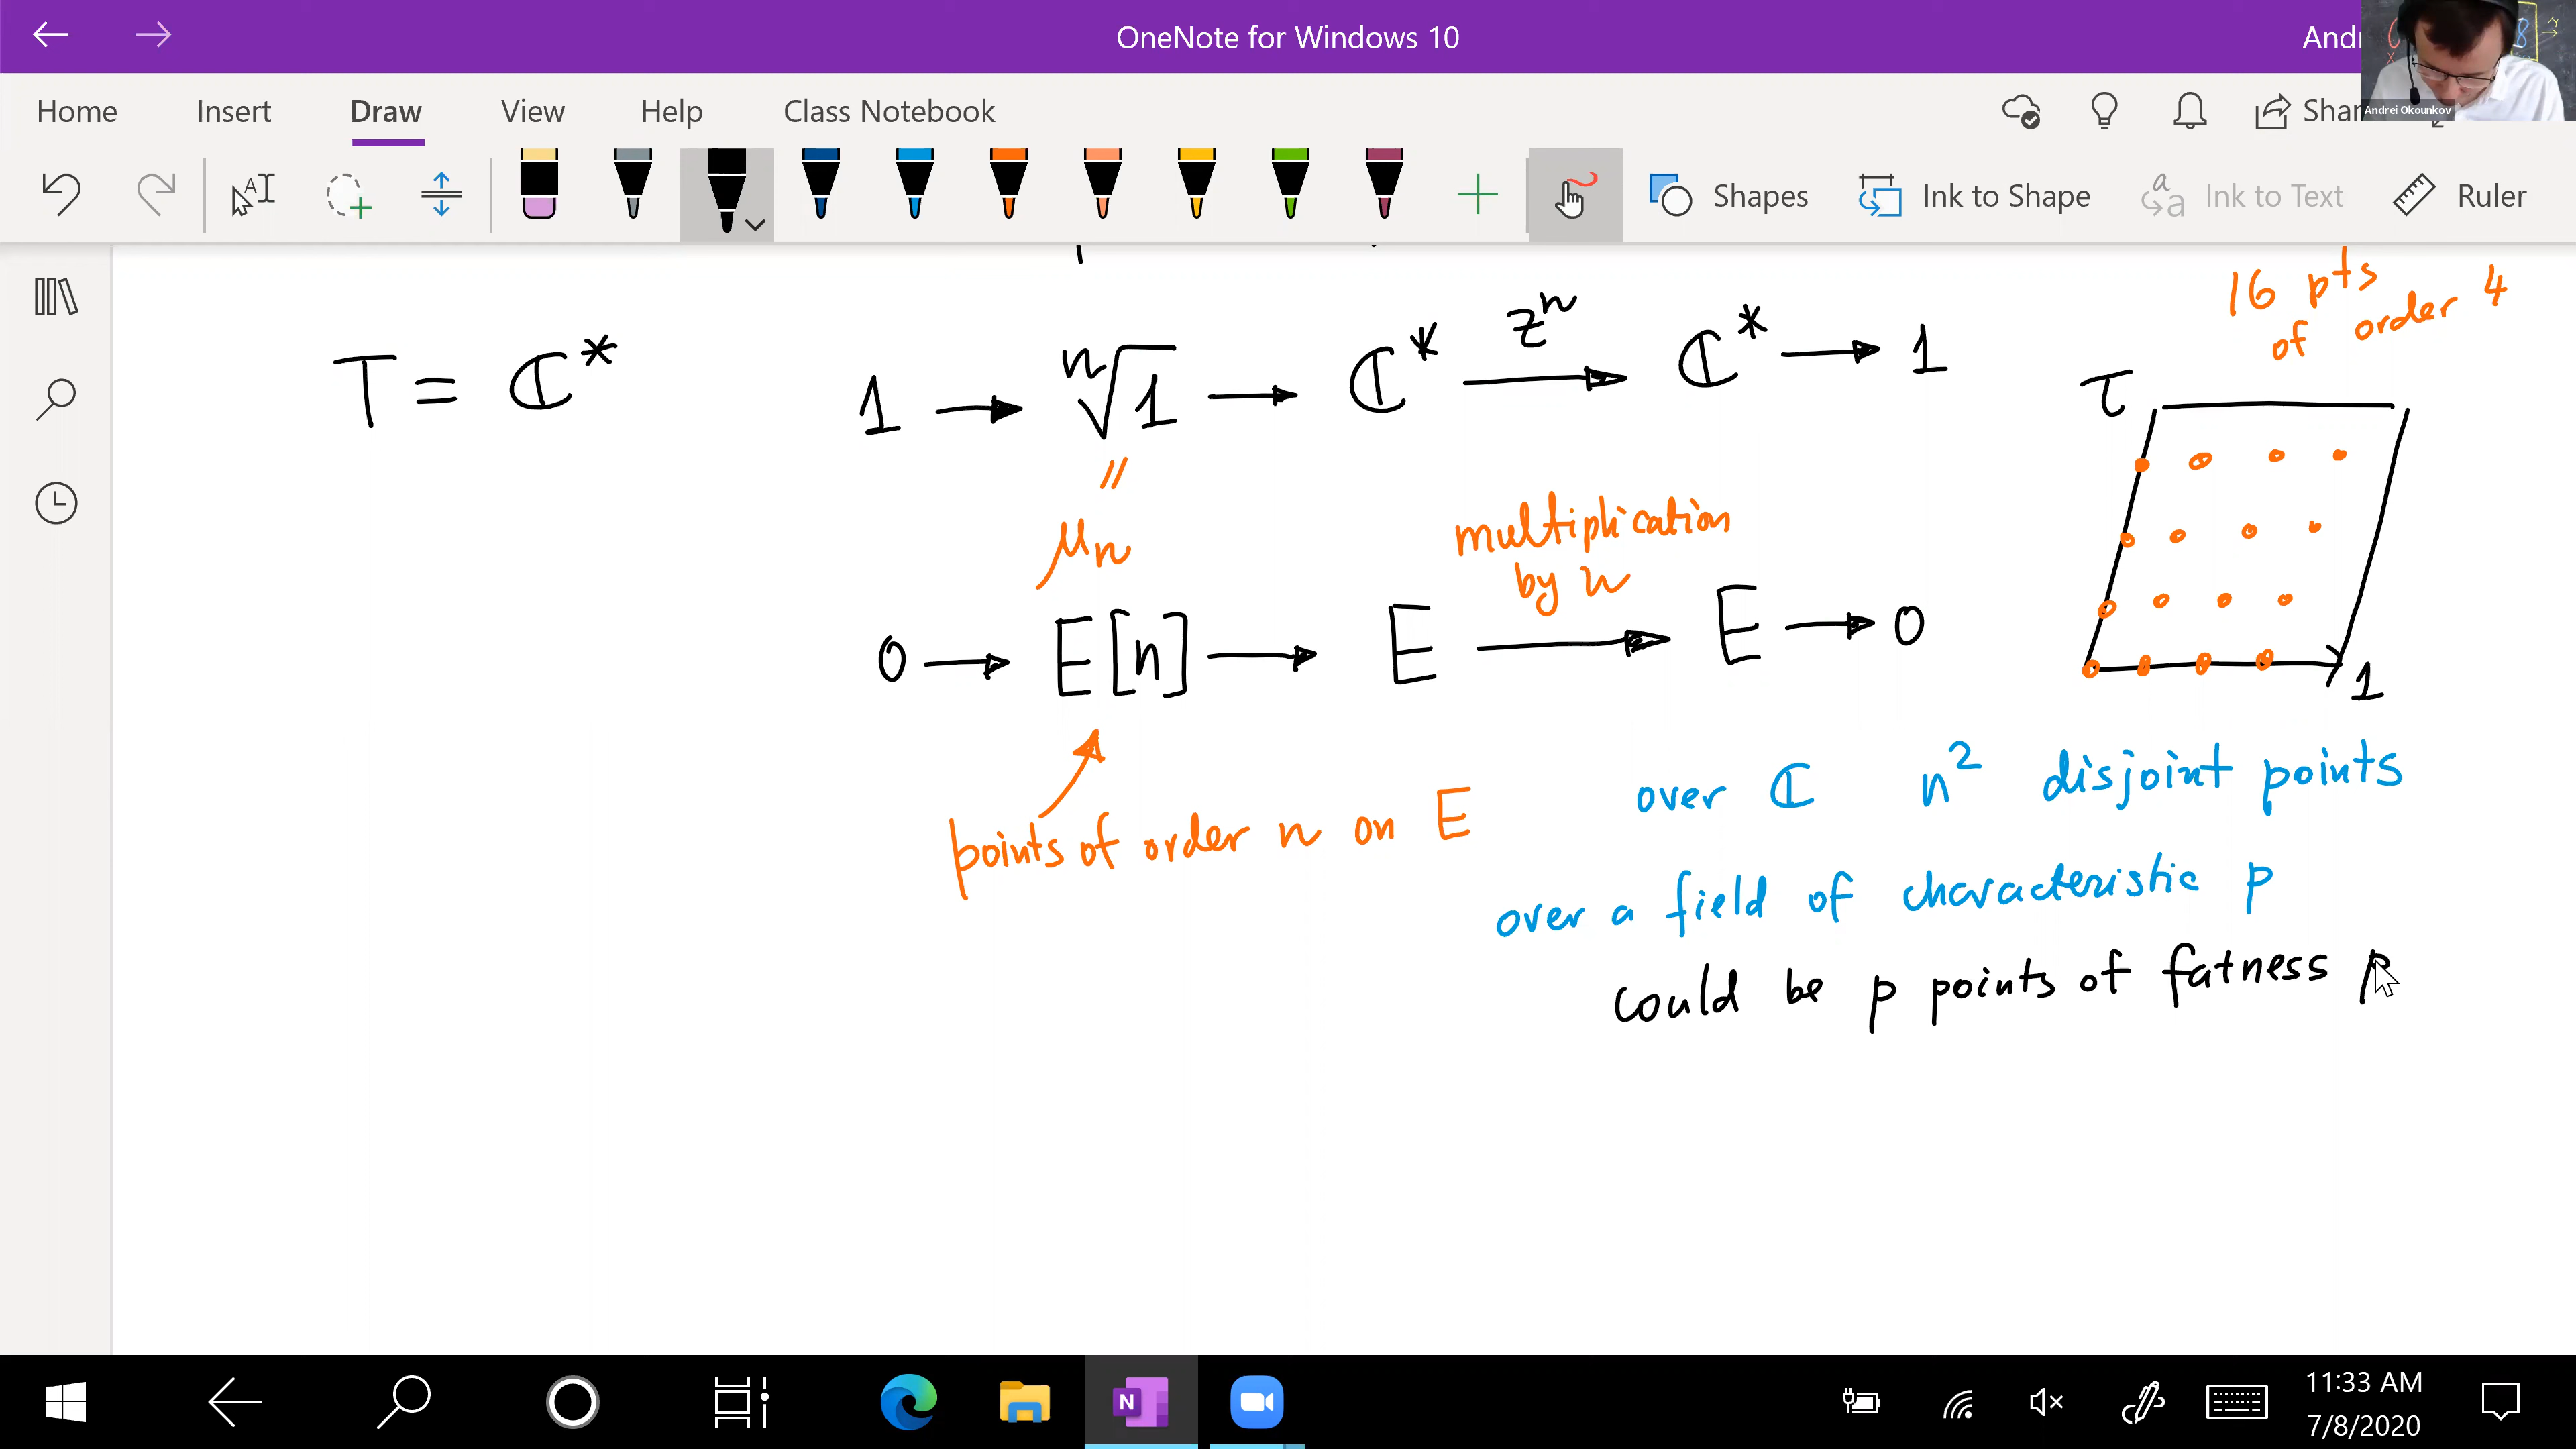 OneNote for Windows 10
Andr
Andrei Okounkov
Home Insert Draw View Help Class Notebook
Shapes Ink to Shape Ink to Text Ruler
16 pts
of order 4
T = ℂ*
1 → ⁿ√1 → ℂ* zⁿ → ℂ* → 1
τ
//
μn
multiplication
by n
0 → E[n] → E → E → 0
1
points of order n on E
over ℂ n² disjoint points
over a field of characteristic p
could be p points of fatness p
11:33 AM
7/8/2020